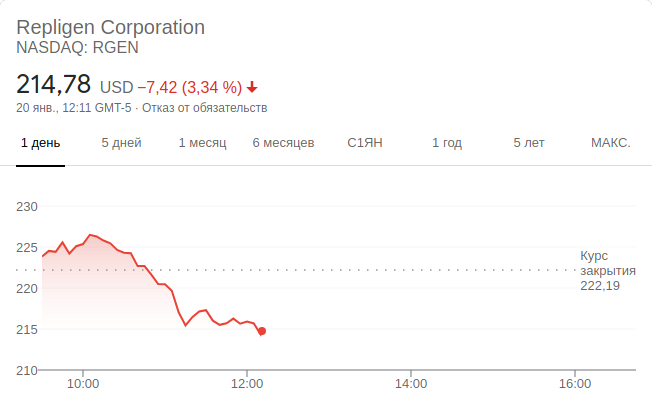 Repligen Corporation
NASDAQ: RGEN
214,78 USD −7,42 (3,34 %)
20 янв., 12:11 GMT-5 · Отказ от обязательств
1 день 5 дней 1 месяц 6 месяцев С1ЯН 1 год 5 лет МАКС.
230
225
220
215
210
Курс
закрытия
222,19
10:00 12:00 14:00 16:00